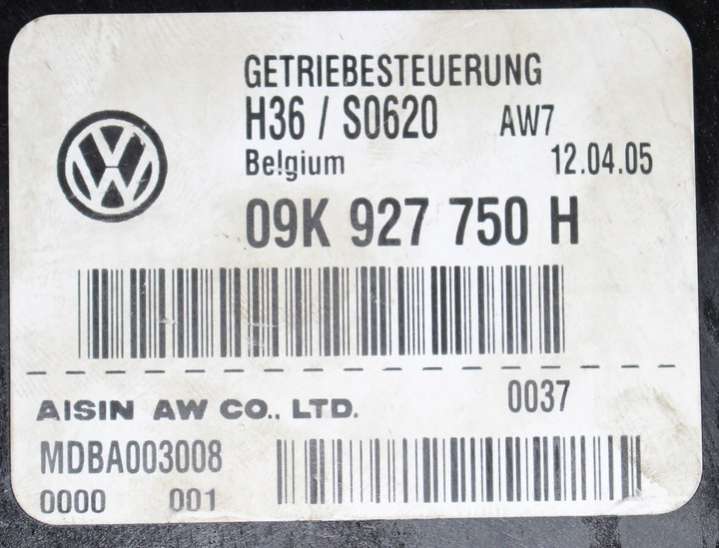 GETRIEBESTEUERUNG
H36 / S0620 AW7
Belgium 12.04.05
09K 927 750 H
AISIN AW CO., LTD. 0037
MDBA003008
0000 001